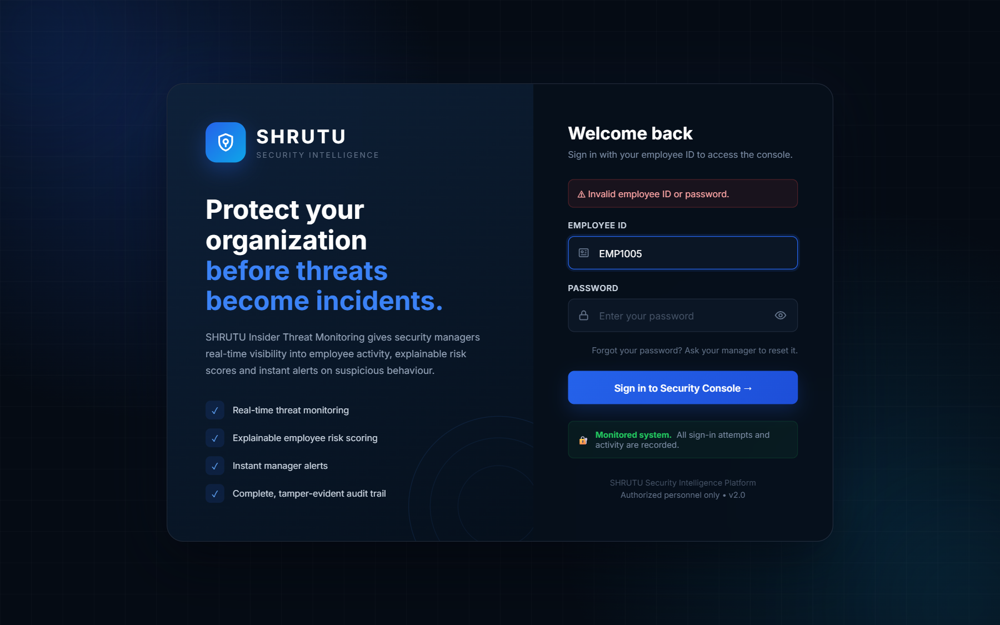 SHRUTU
SECURITY INTELLIGENCE
Protect your
organization
before threats
become incidents.
SHRUTU Insider Threat Monitoring gives security managers
real-time visibility into employee activity, explainable risk
scores and instant alerts on suspicious behaviour.
✓ Real-time threat monitoring
✓ Explainable employee risk scoring
✓ Instant manager alerts
✓ Complete, tamper-evident audit trail
Welcome back
Sign in with your employee ID to access the console.
⚠ Invalid employee ID or password.
EMPLOYEE ID
EMP1005
PASSWORD
Enter your password
Forgot your password? Ask your manager to reset it.
Sign in to Security Console →
Monitored system. All sign-in attempts and
activity are recorded.
SHRUTU Security Intelligence Platform
Authorized personnel only • v2.0